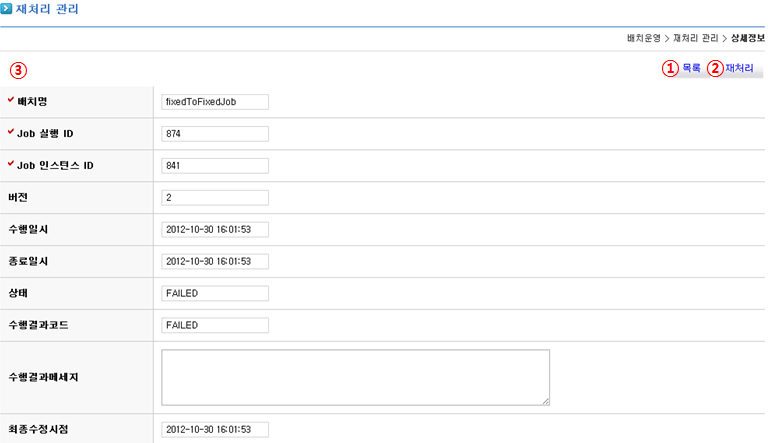 재처리 관리
배치운영 > 재처리 관리 > 상세정보
③ ① 목록 ② 재처리
배치명 fixedToFixedJob
Job 실행 ID 874
Job 인스턴스 ID 841
버전 2
수행일시 2012-10-30 16:01:53
종료일시 2012-10-30 16:01:53
상태 FAILED
수행결과코드 FAILED
수행결과메세지
최종수정시점 2012-10-30 16:01:53